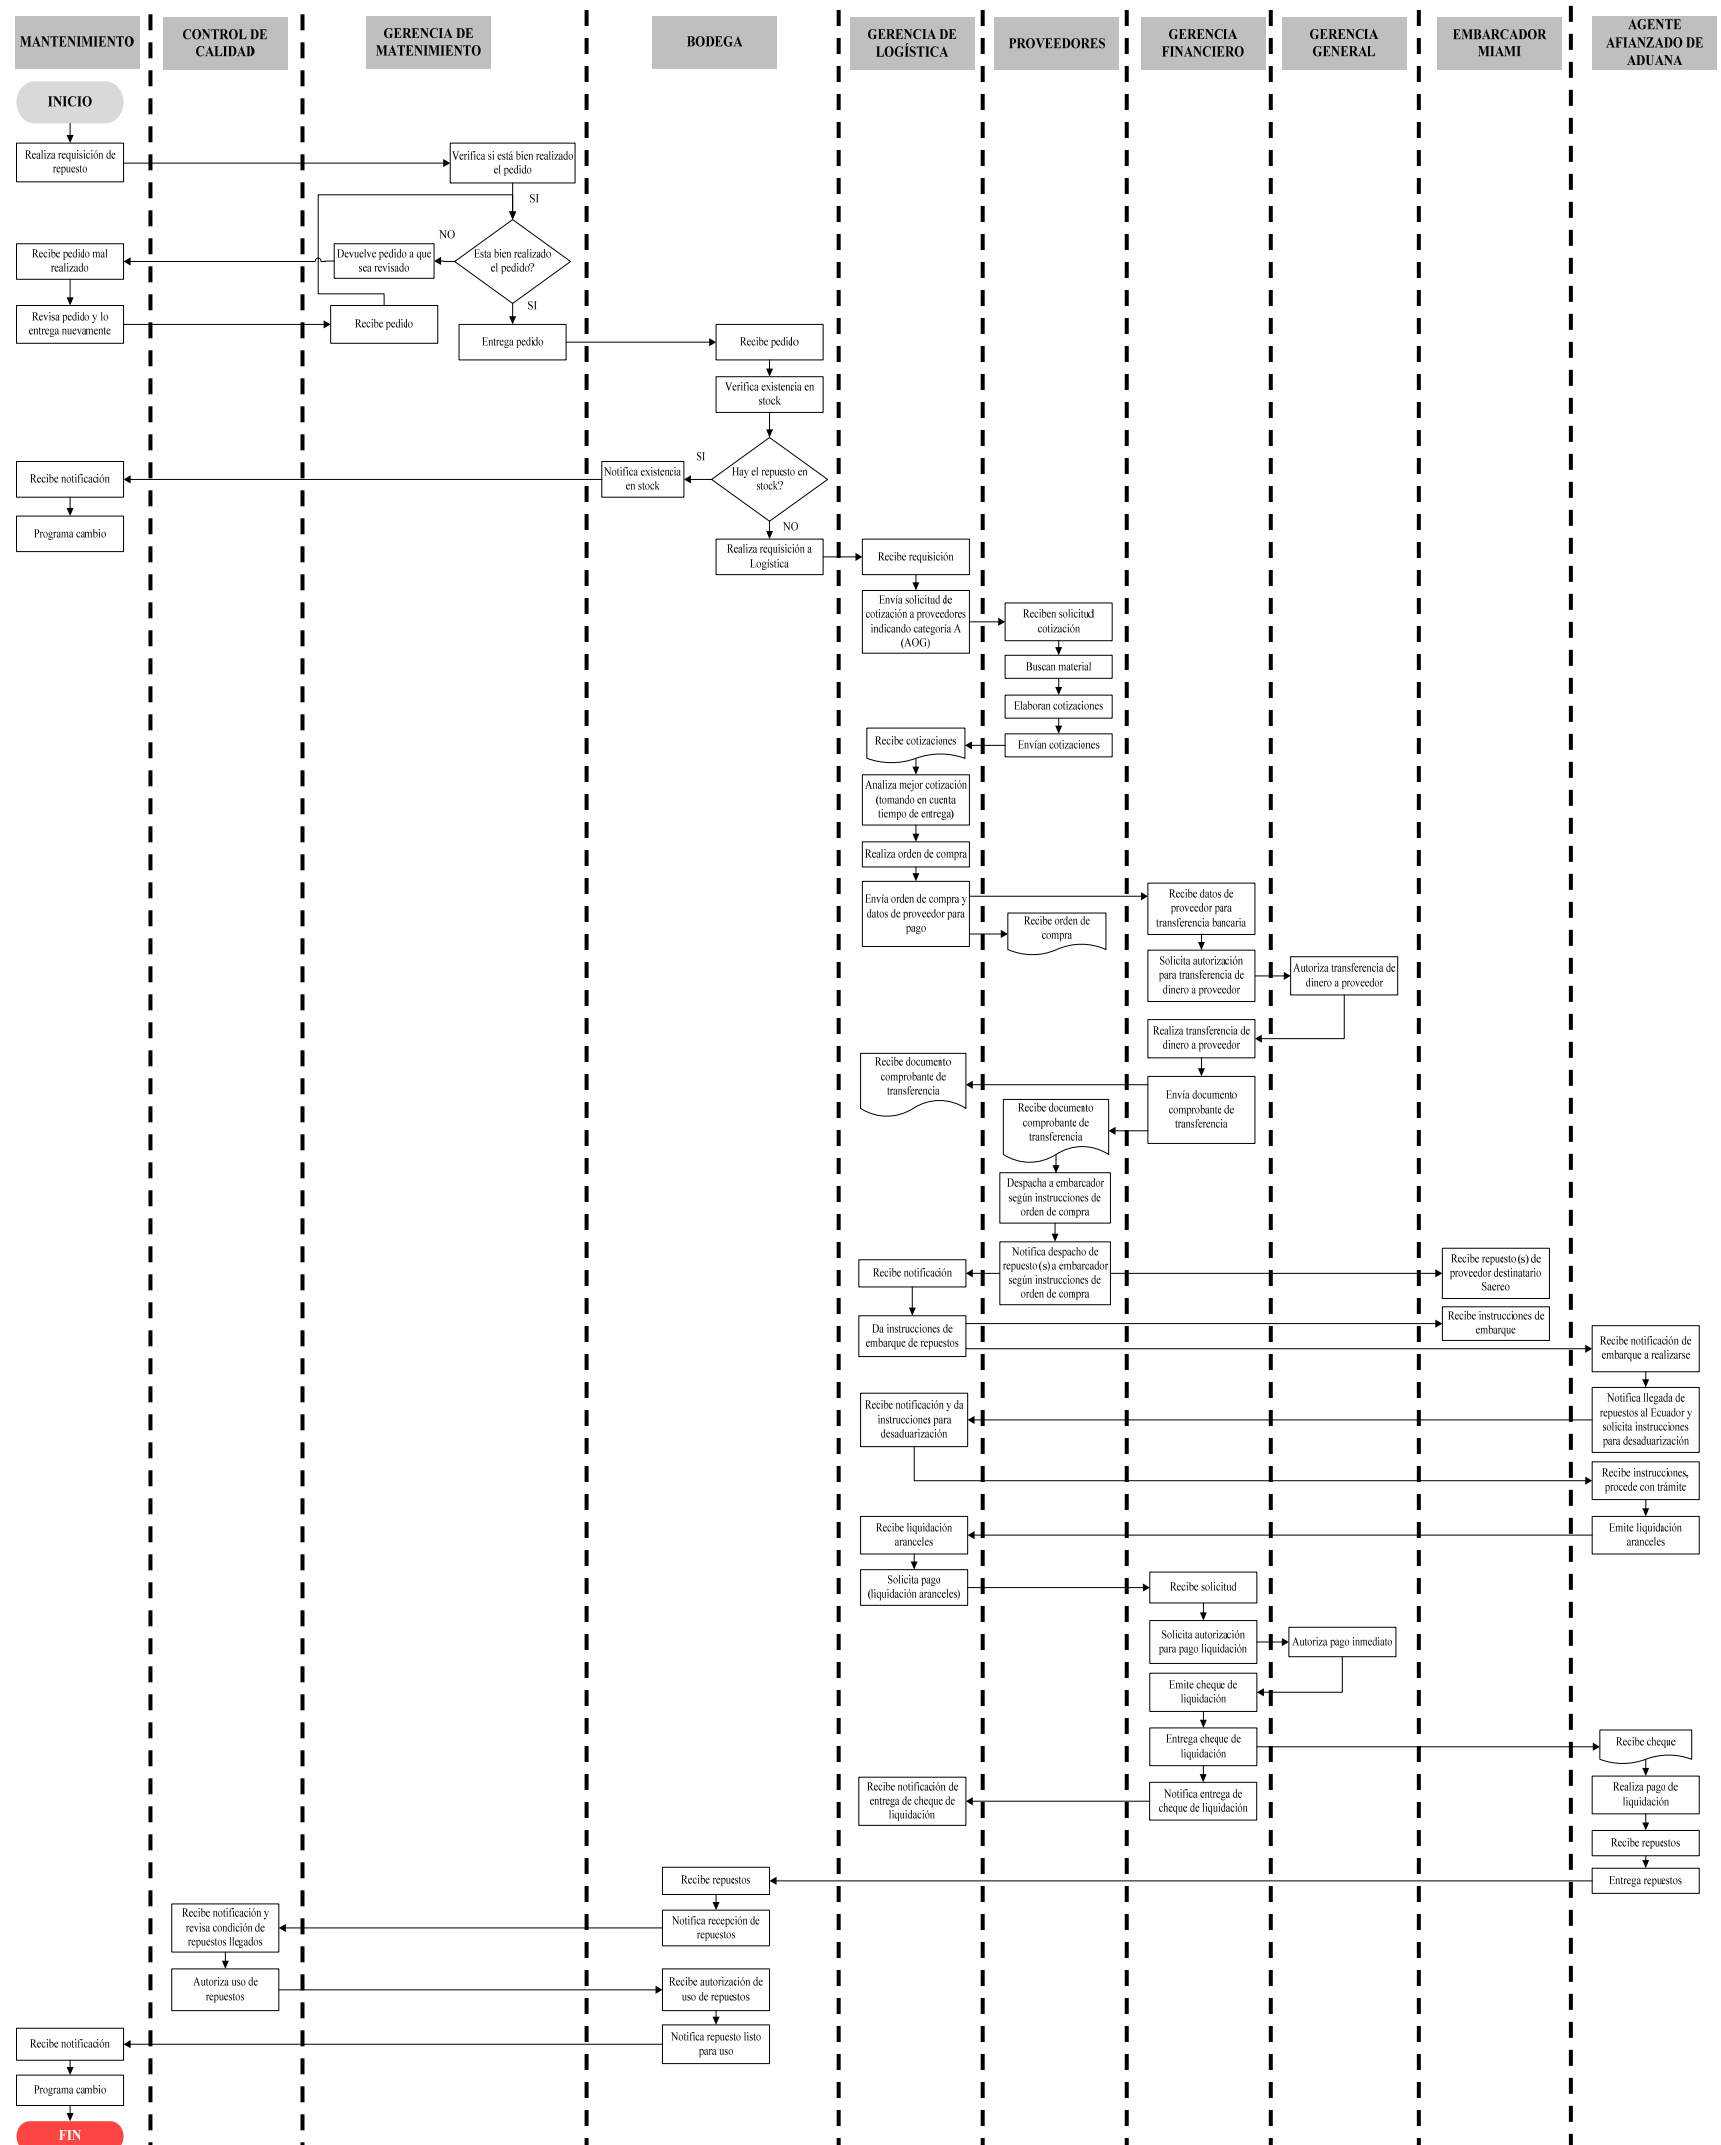 MANTENIMIENTO
CONTROL DE
CALIDAD
GERENCIA DE
MATENIMIENTO
BODEGA
GERENCIA DE
LOGÍSTICA
PROVEEDORES
GERENCIA
FINANCIERO
GERENCIA
GENERAL
EMBARCADOR
MIAMI
AGENTE
AFIANZADO DE
ADUANA
INICIO
Realiza requisición de
repuesto
Verifica si está bien realizado
el pedido
SI
NO
Esta bien realizado
el pedido?
Devuelve pedido a que
sea revisado
Recibe pedido mal
realizado
Revisa pedido y lo
entrega nuevamente
Recibe pedido
SI
Entrega pedido
Recibe pedido
Verifica existencia en
stock
Hay el repuesto en
stock?
SI
Notifica existencia
en stock
Recibe notificación
Programa cambio
NO
Realiza requisición a
Logística
Recibe requisición
Envía solicitud de
cotización a proveedores
indicando categoría A
(AOG)
Reciben solicitud
cotización
Buscan material
Elaboran cotizaciones
Envían cotizaciones
Recibe cotizaciones
Analiza mejor cotización
(tomando en cuenta
tiempo de entrega)
Realiza orden de compra
Envía orden de compra y
datos de proveedor para
pago
Recibe orden de
compra
Recibe datos de
proveedor para
transferencia bancaria
Solicita autorización
para transferencia de
dinero a proveedor
Autoriza transferencia de
dinero a proveedor
Realiza transferencia de
dinero a proveedor
Envía documento
comprobante de
transferencia
Recibe documento
comprobante de
transferencia
Recibe documento
comprobante de
transferencia
Despacha a embarcador
según instrucciones de
orden de compra
Notifica despacho de
repuesto (s) a embarcador
según instrucciones de
orden de compra
Recibe notificación
Recibe repuesto (s) de
proveedor destinatario
Saereo
Da instrucciones de
embarque de repuestos
Recibe instrucciones de
embarque
Recibe notificación de
embarque a realizarse
Notifica llegada de
repuestos al Ecuador y
solicita instrucciones
para desaduarización
Recibe notificación y da
instrucciones para
desaduarización
Recibe instrucciones,
procede con trámite
Emite liquidación
aranceles
Recibe liquidación
aranceles
Solicita pago
(liquidación aranceles)
Recibe solicitud
Solicita autorización
para pago liquidación
Autoriza pago inmediato
Emite cheque de
liquidación
Entrega cheque de
liquidación
Recibe cheque
Notifica entrega de
cheque de liquidación
Recibe notificación de
entrega de cheque de
liquidación
Realiza pago de
liquidación
Recibe repuestos
Entrega repuestos
Recibe repuestos
Notifica recepción de
repuestos
Recibe notificación y
revisa condición de
repuestos llegados
Autoriza uso de
repuestos
Recibe autorización de
uso de repuestos
Notifica repuesto listo
para uso
Recibe notificación
Programa cambio
FIN